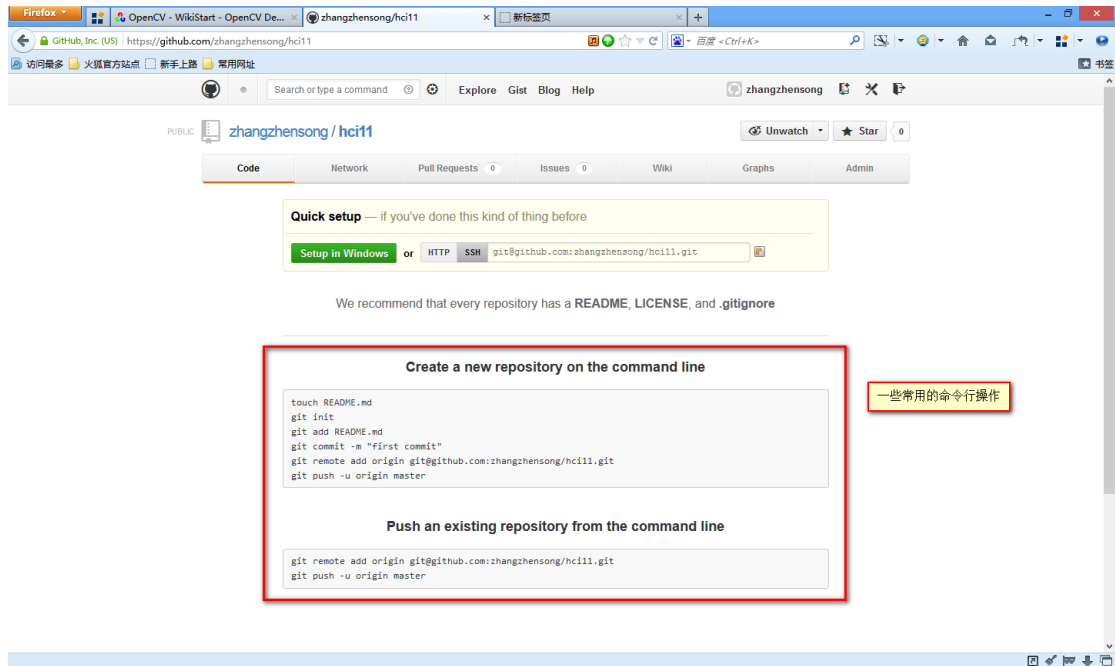 Firefox
OpenCV - WikiStart - OpenCV De...
zhangzhensong/hci11
新标签页
GitHub, Inc. (US)
https://github.com/zhangzhensong/hci11
百度 <Ctrl+K>
访问最多
火狐官方站点
新手上路
常用网址
书签
Search or type a command
Explore Gist Blog Help
zhangzhensong
PUBLIC
zhangzhensong / hci11
Unwatch
Star
0
Code
Network
Pull Requests 0
Issues 0
Wiki
Graphs
Admin
Quick setup — if you've done this kind of thing before
Setup in Windows or HTTP SSH git@github.com:zhangzhensong/hci11.git
We recommend that every repository has a README, LICENSE, and .gitignore
Create a new repository on the command line
touch README.md
git init
git add README.md
git commit -m "first commit"
git remote add origin git@github.com:zhangzhensong/hci11.git
git push -u origin master
一些常用的命令行操作
Push an existing repository from the command line
git remote add origin git@github.com:zhangzhensong/hci11.git
git push -u origin master